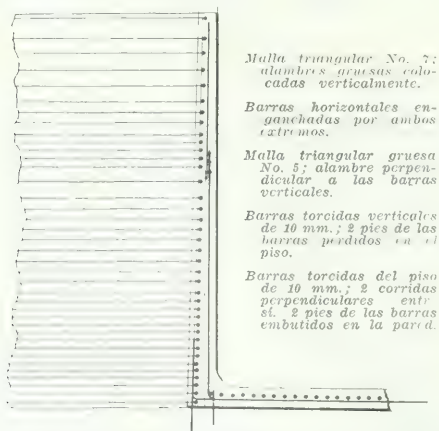 Malla triangular No. 7;
alambres gruesas colo-
cadas verticalmente.
Barras horizontales en-
ganchadas por ambos
extremos.
Malla triangular gruesa
No. 5; alambre perpen-
dicular a las barras
verticales.
Barras torcidas verticales
de 10 mm.; 2 pies de las
barras perdidos en el
piso.
Barras torcidas del piso
de 10 mm.; 2 corridas
perpendiculares entr
sí. 2 pies de las barras
embutidos en la pared.